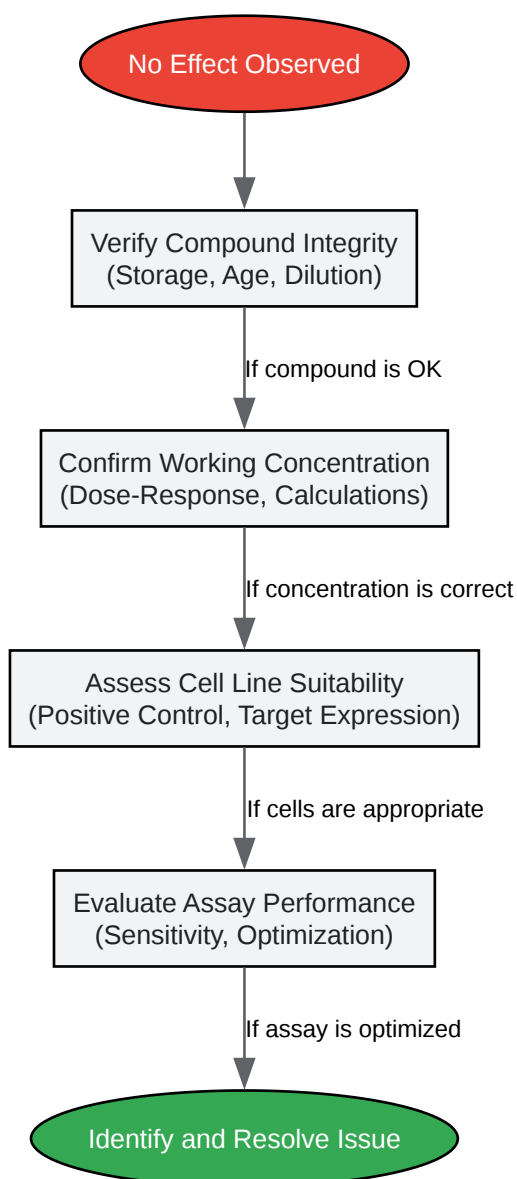 No Effect Observed
Verify Compound Integrity
(Storage, Age, Dilution)
If compound is OK
Confirm Working Concentration
(Dose-Response, Calculations)
If concentration is correct
Assess Cell Line Suitability
(Positive Control, Target Expression)
If cells are appropriate
Evaluate Assay Performance
(Sensitivity, Optimization)
If assay is optimized
Identify and Resolve Issue